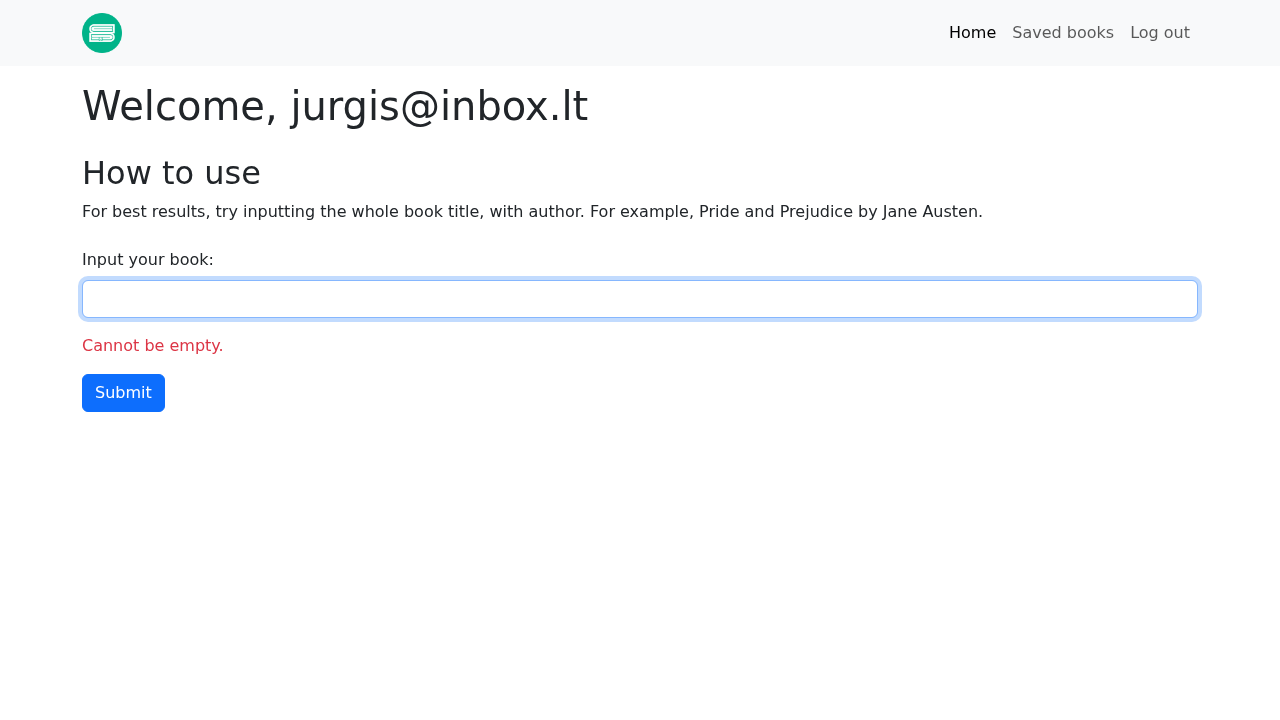 Home Saved books Log out
Welcome, jurgis@inbox.lt
How to use
For best results, try inputting the whole book title, with author. For example, Pride and Prejudice by Jane Austen.
Input your book:
Cannot be empty.
Submit